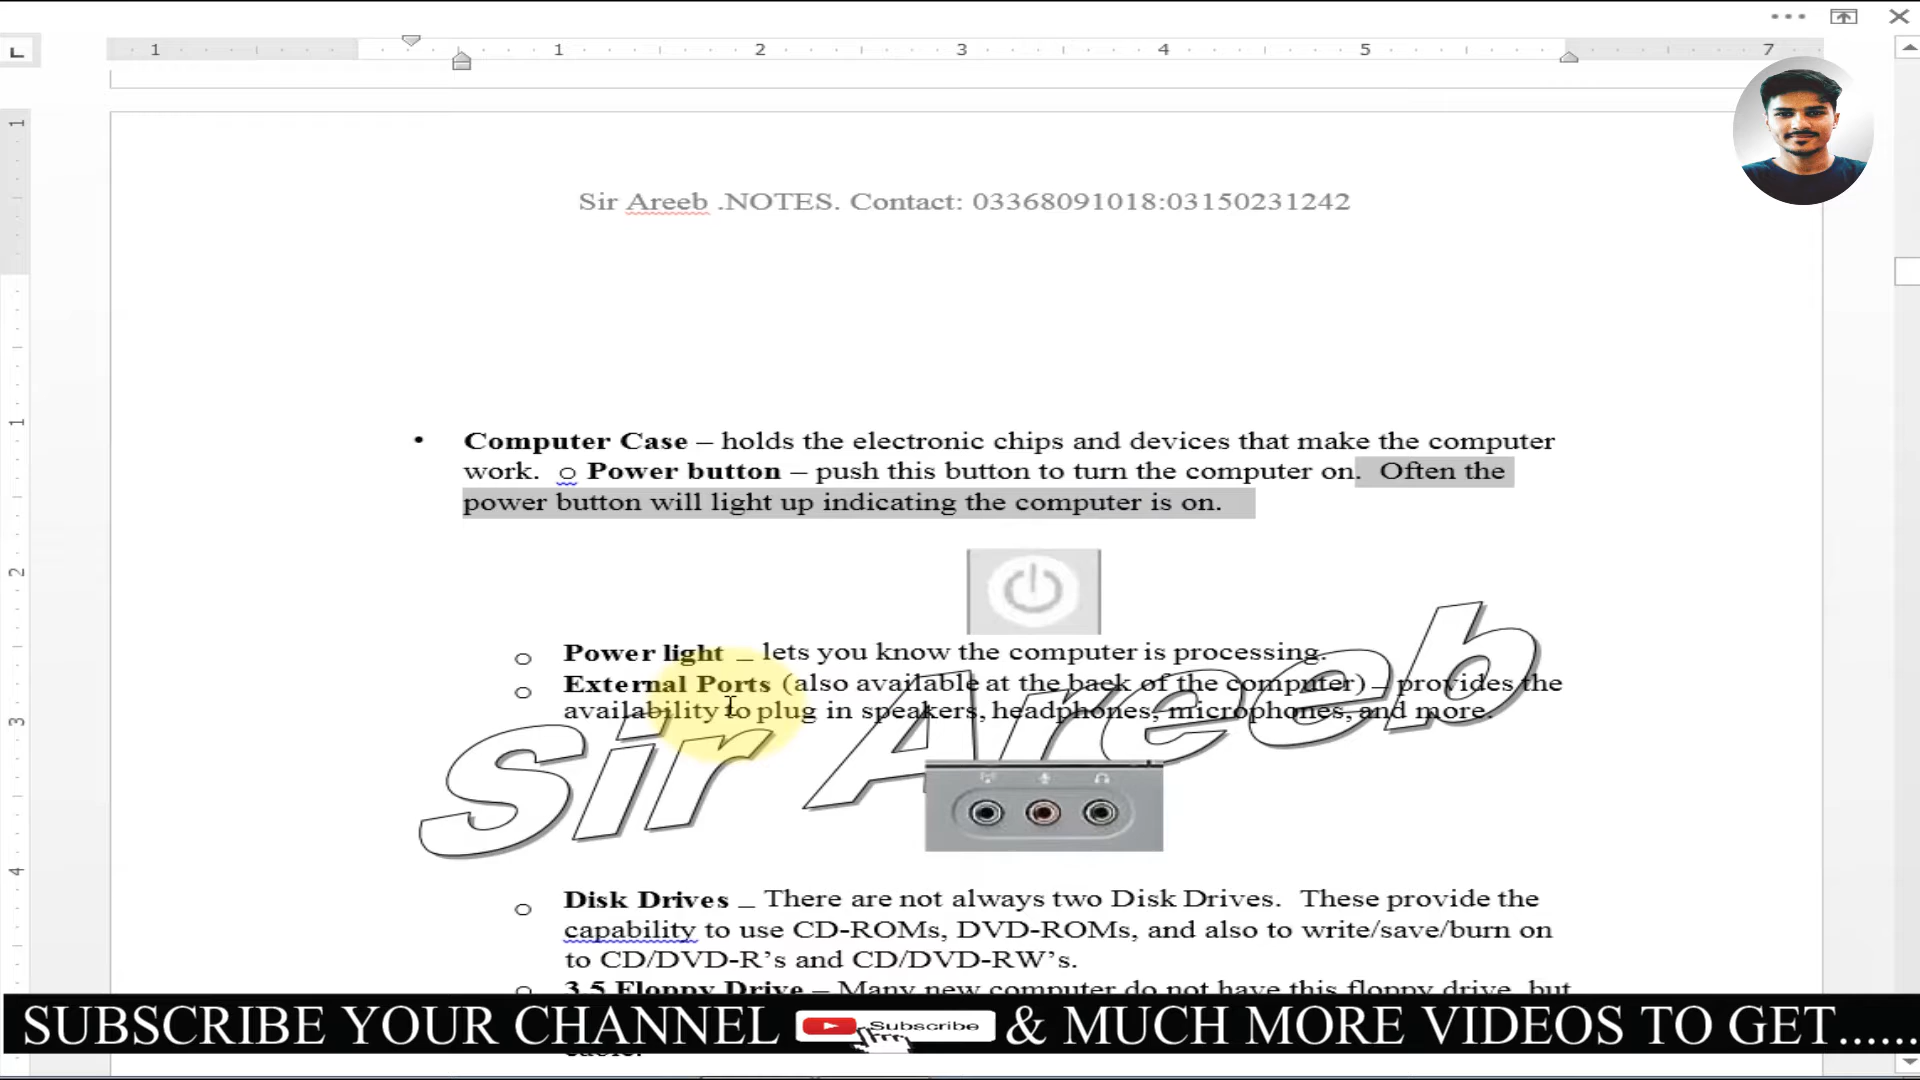 1 1 2 3 4 5 7
Sir Areeb .NOTES. Contact: 03368091018:03150231242
• Computer Case – holds the electronic chips and devices that make the computer
work. o Power button – push this button to turn the computer on. Often the
power button will light up indicating the computer is on.
o Power light – lets you know the computer is processing.
o External Ports (also available at the back of the computer) – provides the
availability to plug in speakers, headphones, microphones, and more.
Sir Areeb
o Disk Drives – There are not always two Disk Drives. These provide the
capability to use CD-ROMs, DVD-ROMs, and also to write/save/burn on
to CD/DVD-R’s and CD/DVD-RW’s.
o 3.5 Floppy Drive – Many new computer do not have this floppy drive, but
SUBSCRIBE YOUR CHANNEL Subscribe & MUCH MORE VIDEOS TO GET......
cable.
1
1
2
3
4